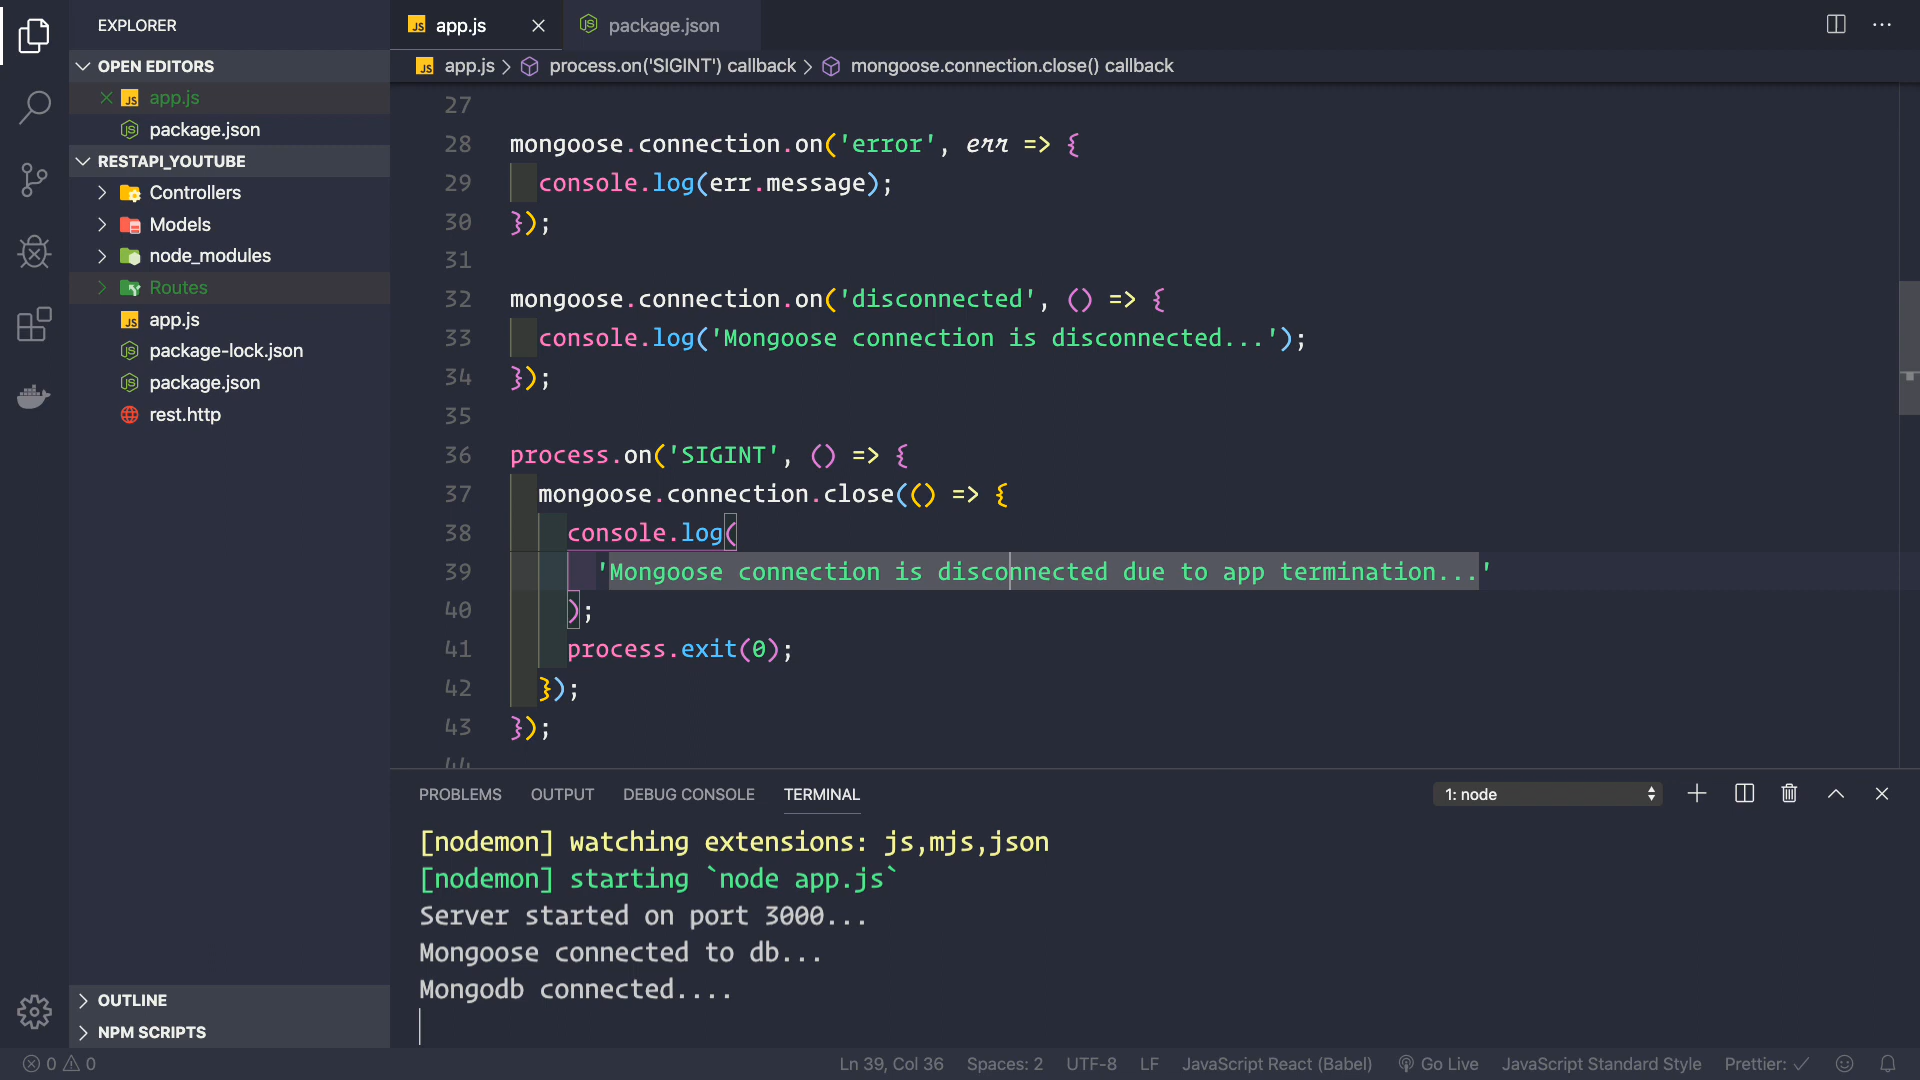 EXPLORER
OPEN EDITORS
app.js
package.json
RESTAPI_YOUTUBE
Controllers
Models
node_modules
Routes
app.js
package-lock.json
package.json
rest.http
OUTLINE
NPM SCRIPTS
app.js
package.json
app.js > process.on('SIGINT') callback > mongoose.connection.close() callback
27
28 mongoose.connection.on('error', err => {
29 console.log(err.message);
30 });
31
32 mongoose.connection.on('disconnected', () => {
33 console.log('Mongoose connection is disconnected...');
34 });
35
36 process.on('SIGINT', () => {
37 mongoose.connection.close(() => {
38 console.log(
39 'Mongoose connection is disconnected due to app termination...'
40 );
41 process.exit(0);
42 });
43 });
44
PROBLEMS OUTPUT DEBUG CONSOLE TERMINAL 1: node
[nodemon] watching extensions: js,mjs,json
[nodemon] starting `node app.js`
Server started on port 3000...
Mongoose connected to db...
Mongodb connected....
0 0 Ln 39, Col 36 Spaces: 2 UTF-8 LF JavaScript React (Babel) Go Live JavaScript Standard Style Prettier: ✓